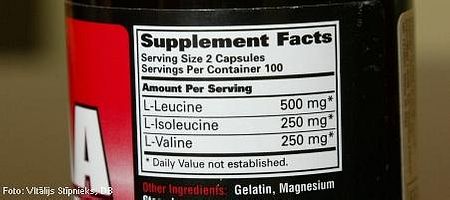 Supplement Facts
Serving Size 2 Capsules
Servings Per Container 100
Amount Per Serving
L-Leucine 500 mg*
L-Isoleucine 250 mg*
L-Valine 250 mg*
* Daily Value not established.
A
Other Ingredients: Gelatin, Magnesium
Foto: Vitālijs Stīpnieks, DB